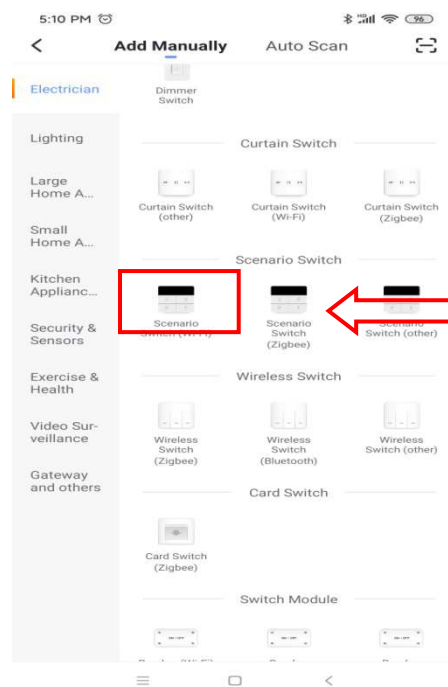 5:10 PM
HD
96
Add Manually
Auto Scan
Electrician
Dimmer
Switch
Lighting
Curtain Switch
Large
Home A...
Curtain Switch
(other)
Curtain Switch
(Wi-Fi)
Curtain Switch
(Zigbee)
Small
Home A...
Scenario Switch
Kitchen
Applianc...
Scenario
Switch (Wi-Fi)
Scenario
Switch
(Zigbee)
Scenario
Switch (other)
Security &
Sensors
Exercise &
Health
Wireless Switch
Video Sur-
veillance
Wireless
Switch
(Zigbee)
Wireless
Switch
(Bluetooth)
Wireless
Switch (other)
Gateway
and others
Card Switch
Card Switch
(Zigbee)
Switch Module